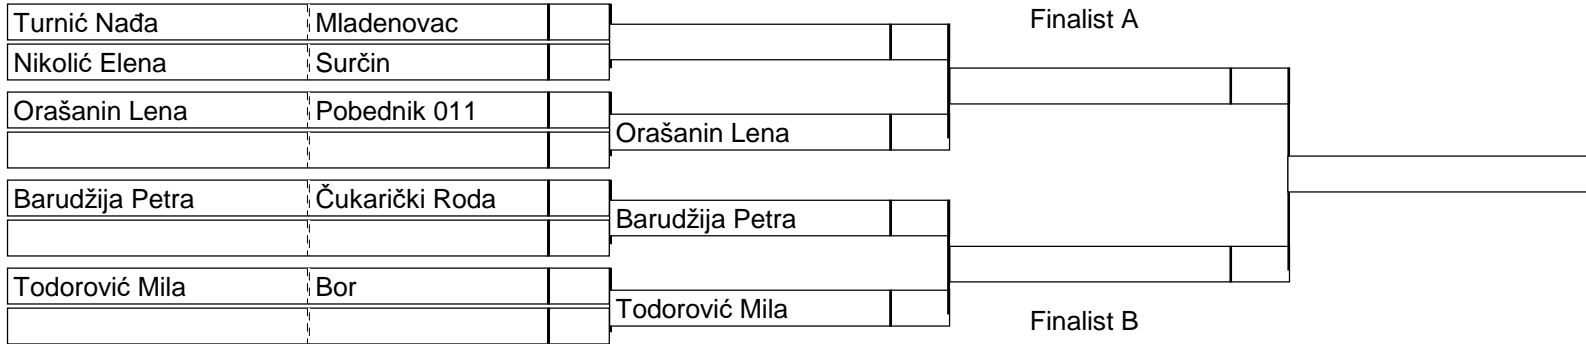 Turnić Nađa Mladenovac
Nikolić Elena Surčin
Orašanin Lena Pobednik 011
Barudžija Petra Čukarički Roda
Todorović Mila Bor
Orašanin Lena
Barudžija Petra
Todorović Mila
Finalist A
Finalist B